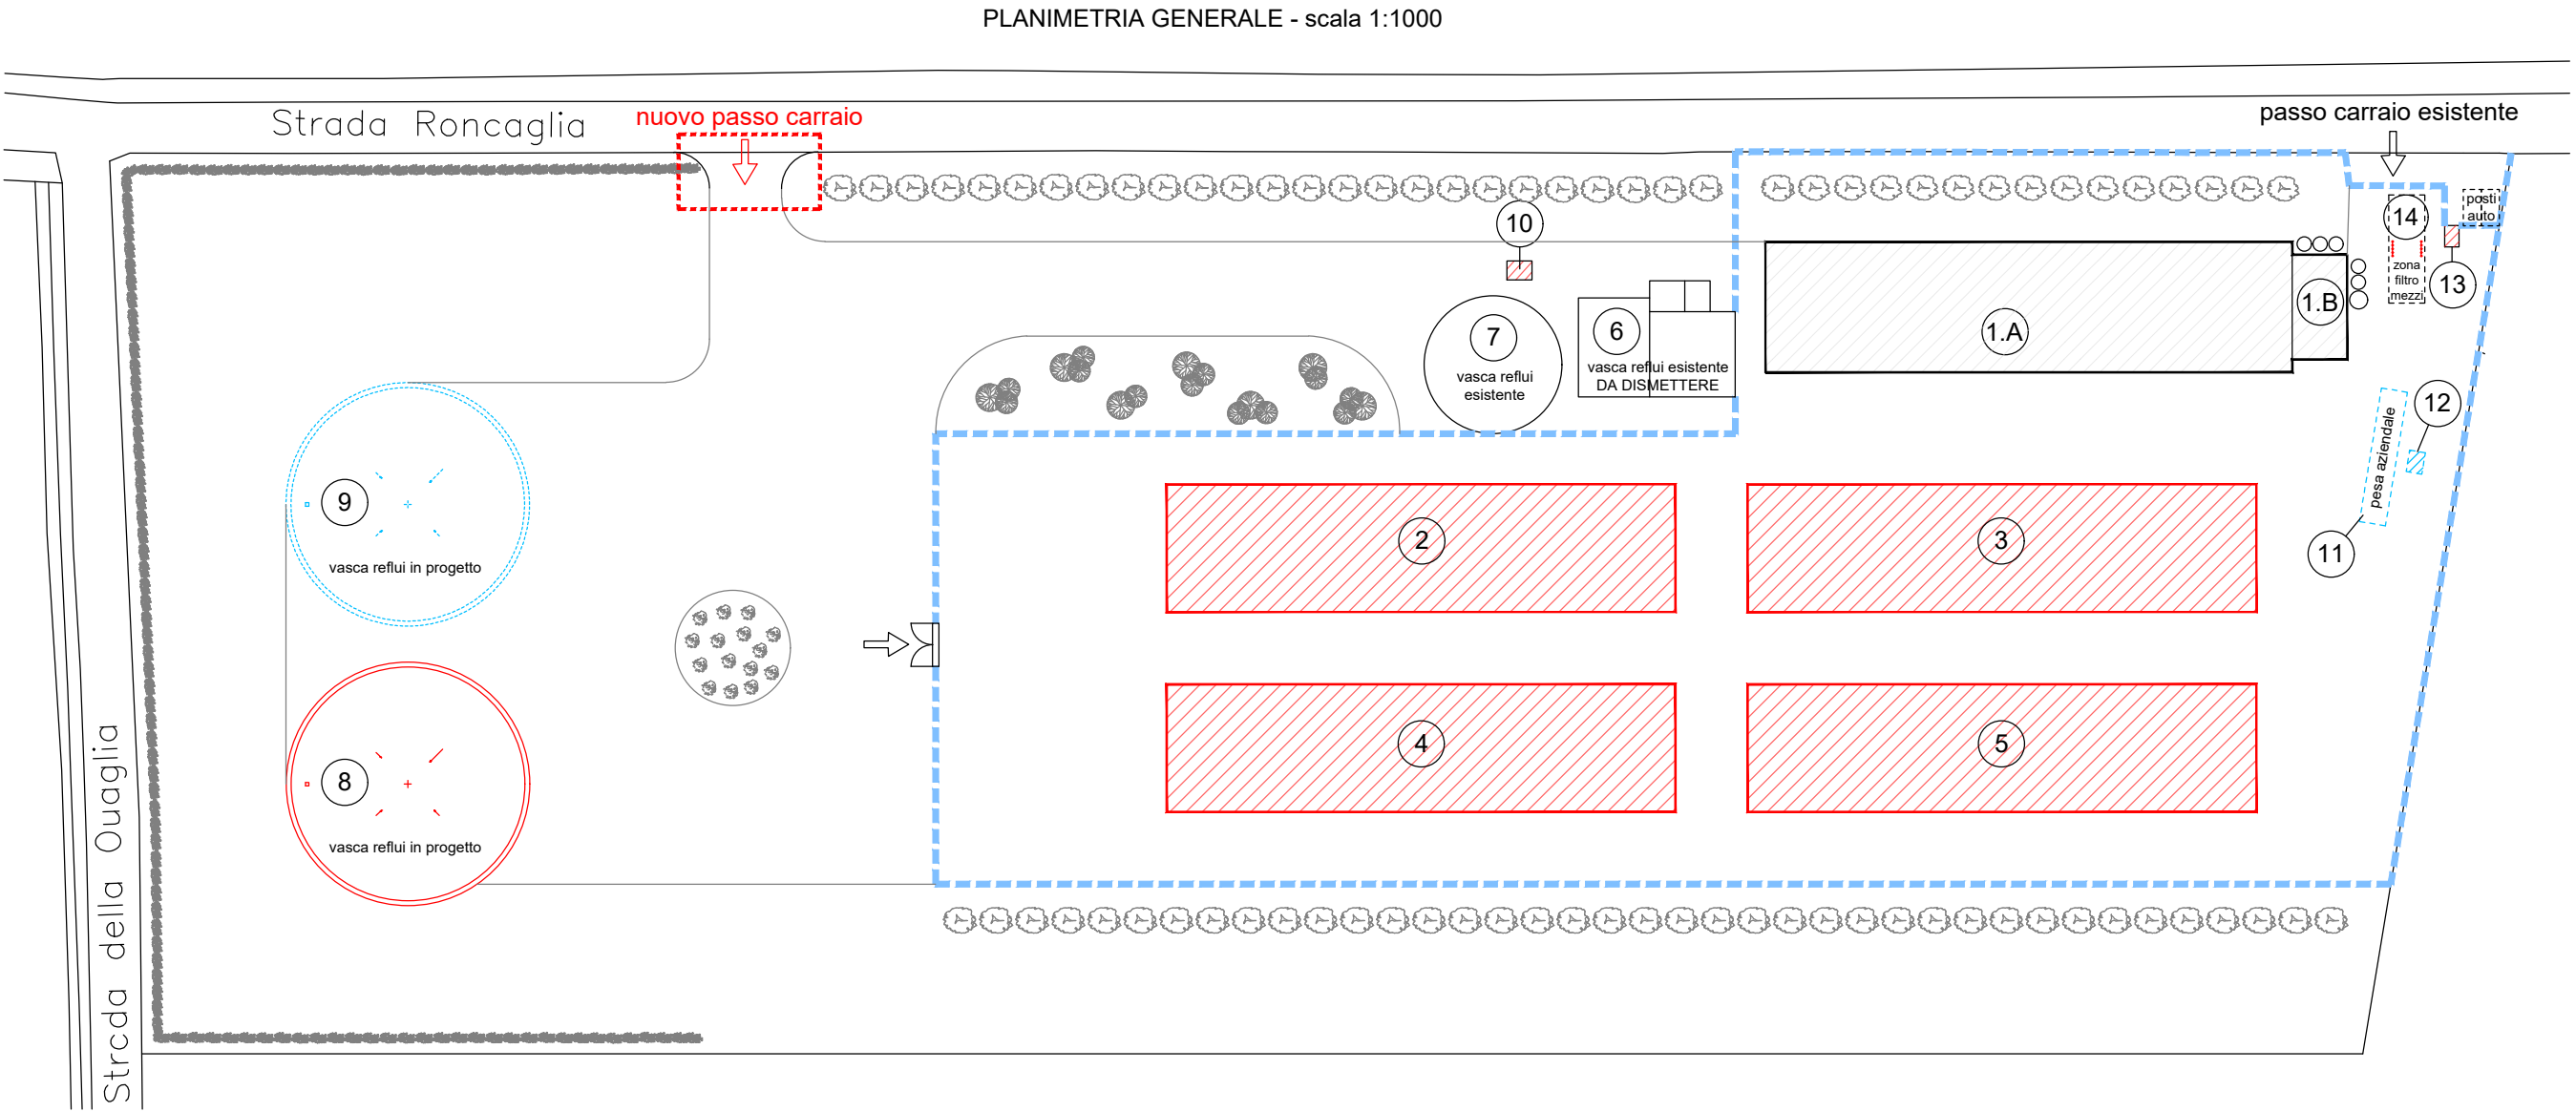 PLANIMETRIA GENERALE - scala 1:1000
Strada Roncaglia
nuovo passo carraio
passo carraio esistente
posti
auto
14
10
zona
filtro
mezzi
13
1.B
1.A
7
vasca reflui
esistente
6
vasca reflui esistente
DA DISMETTERE
12
pesa aziendale
11
9
vasca reflui in progetto
2
3
8
vasca reflui in progetto
4
5
Strcda della Ouaglia